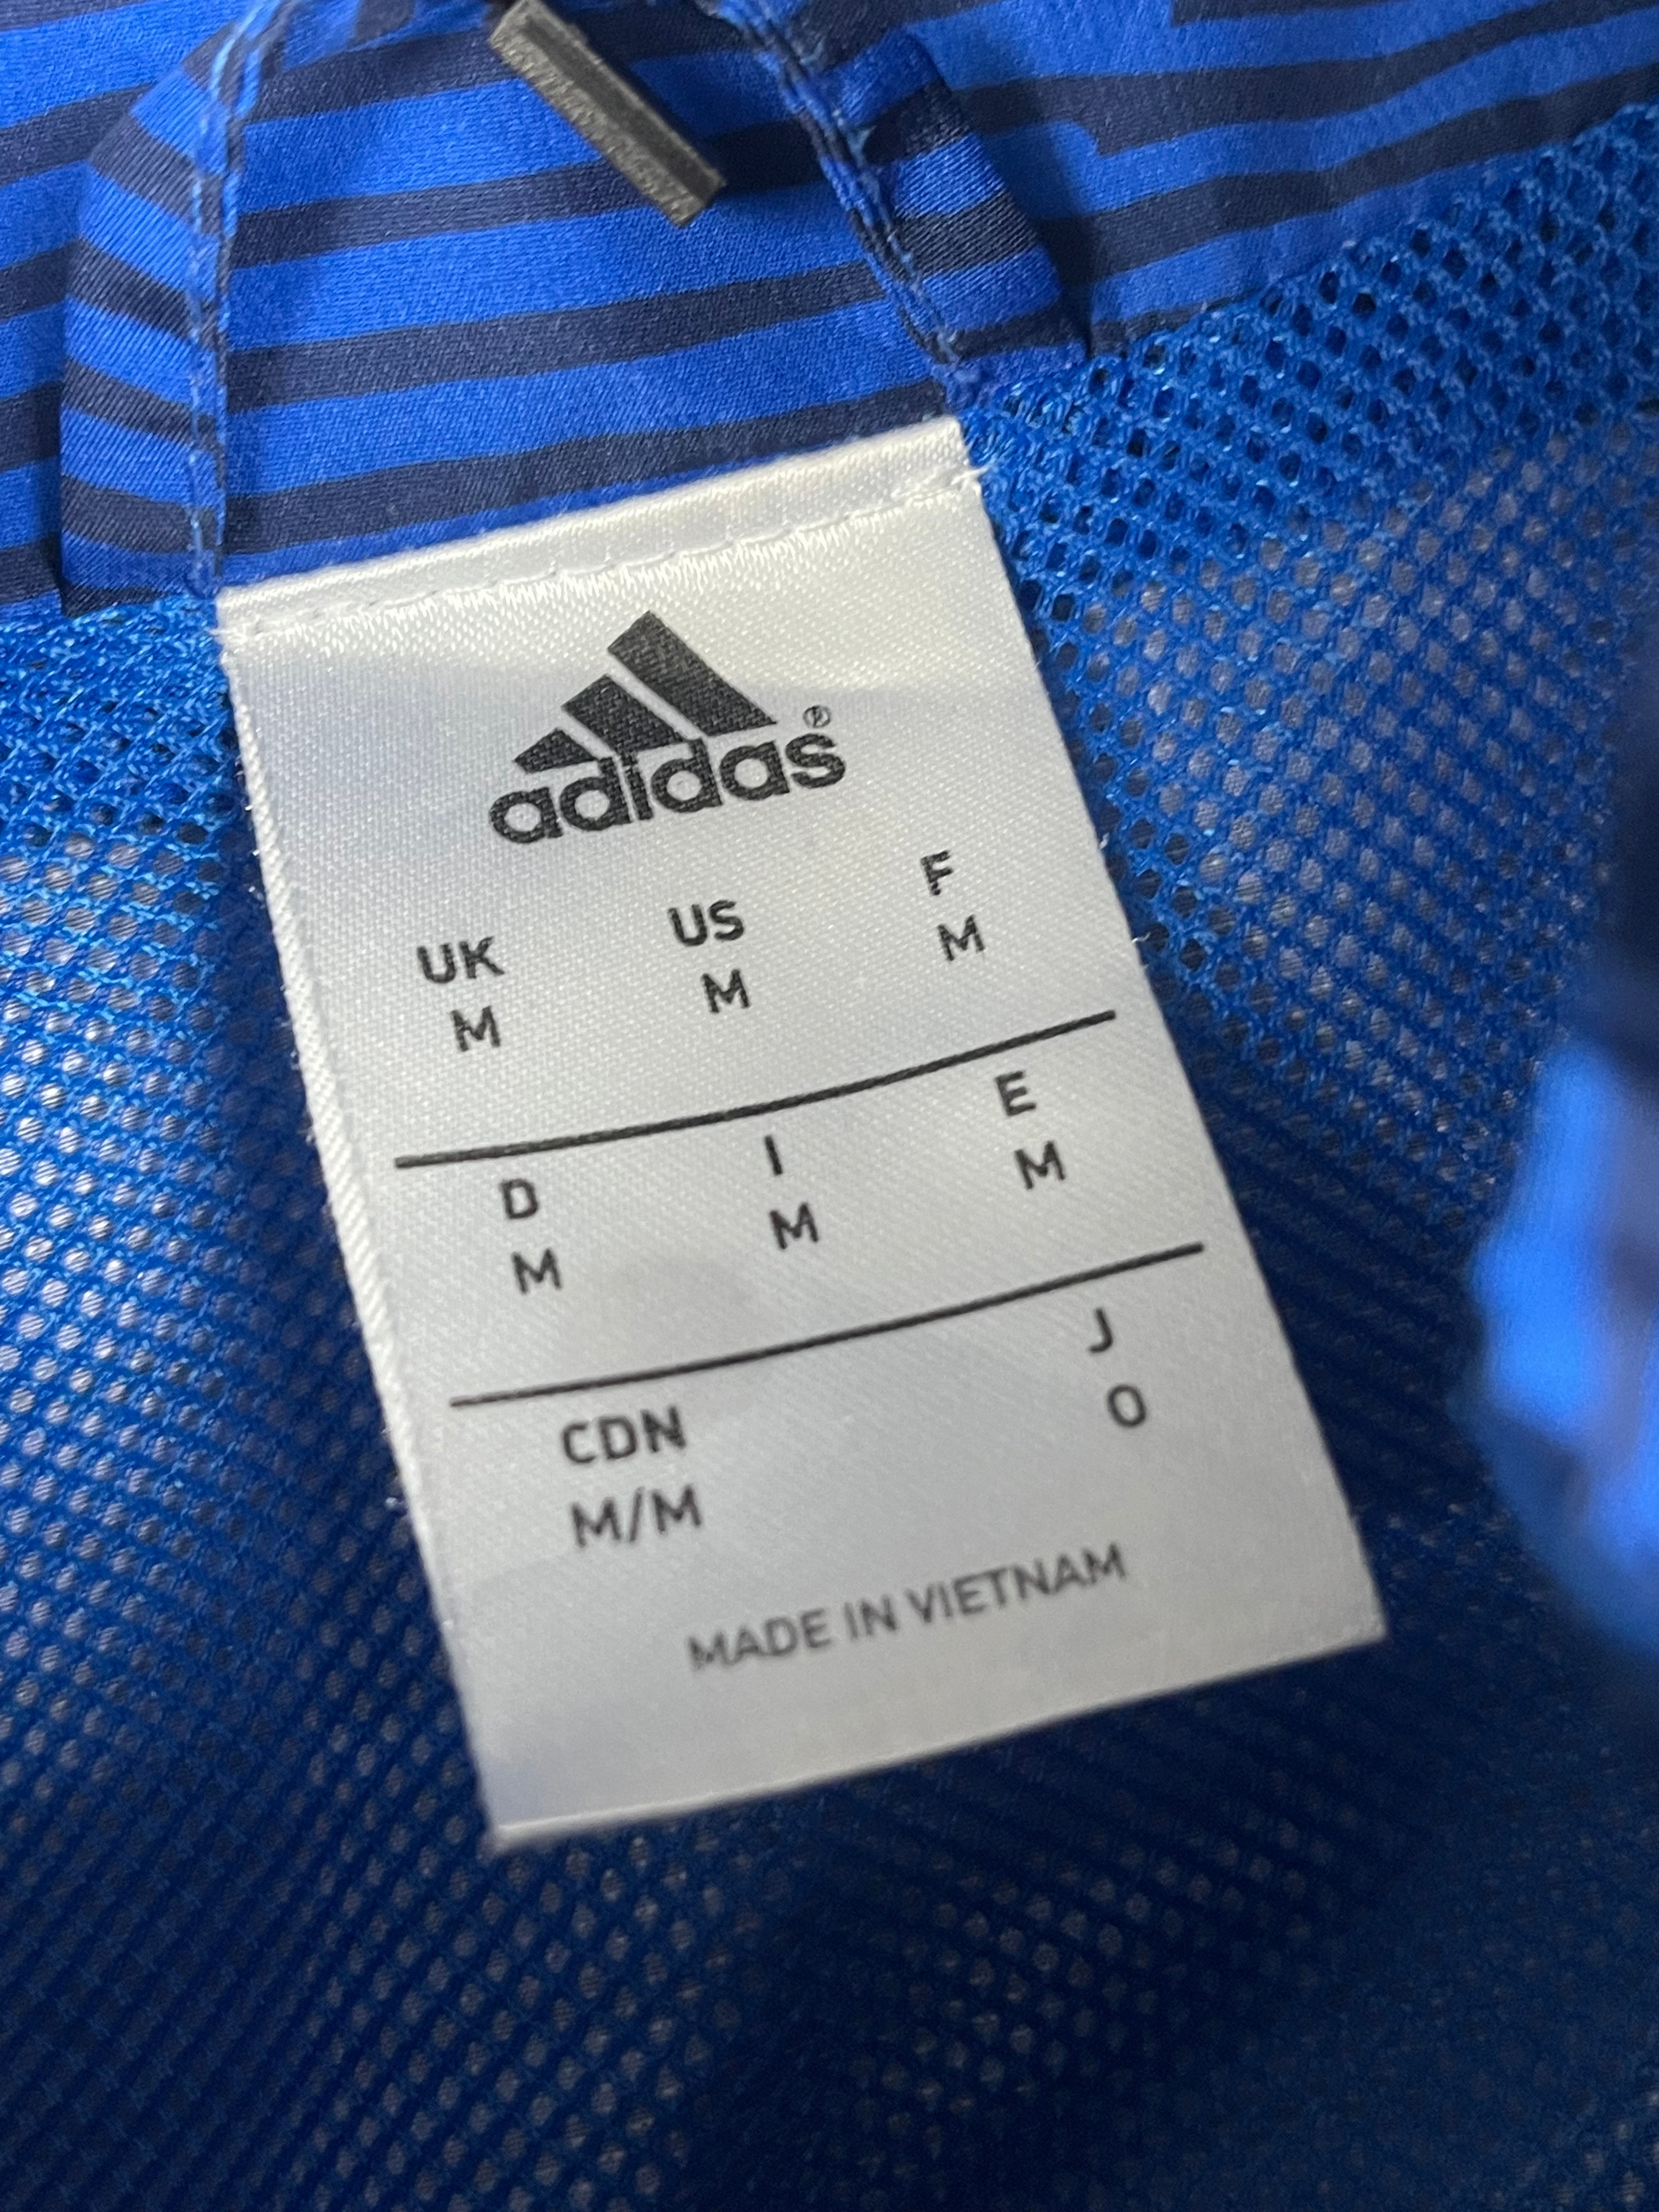 adidas®
UK US F
M M M
D I E
M M M
CDN J
M/M O
MADE IN VIETNAM